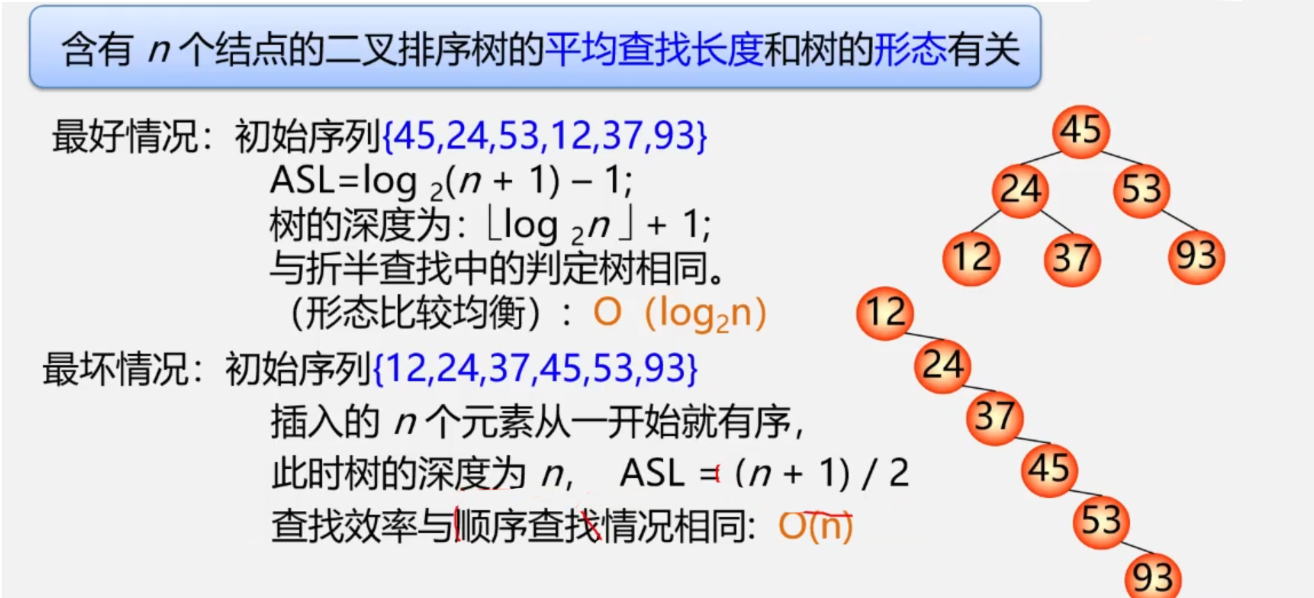 含有 n 个结点的二叉排序树的平均查找长度和树的形态有关
最好情况：初始序列{45,24,53,12,37,93}
ASL=log ₂(n + 1) – 1;
树的深度为：⌊log ₂n ⌋ + 1;
与折半查找中的判定树相同。
（形态比较均衡）：O（log₂n）
45
24 53
12 37 93
最坏情况：初始序列{12,24,37,45,53,93}
插入的 n 个元素从一开始就有序，
此时树的深度为 n， ASL = (n + 1) / 2
查找效率与顺序查找情况相同: O(n)
12
24
37
45
53
93